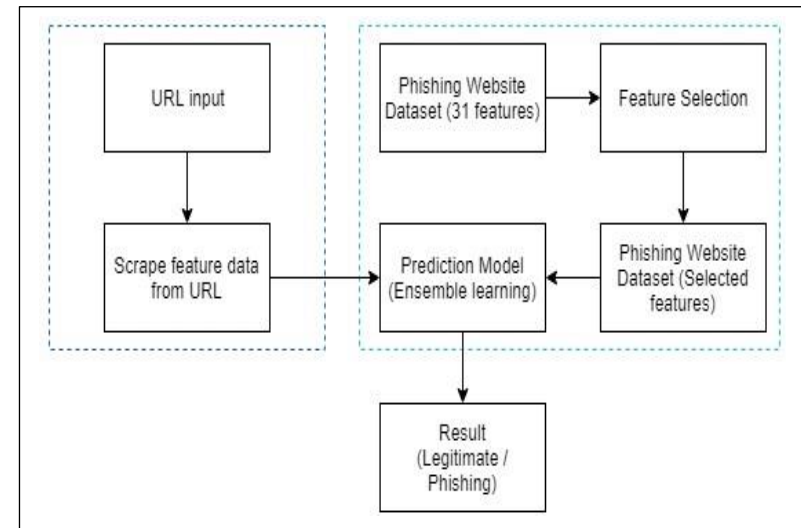 URL input
Phishing Website
Dataset (31 features)
Feature Selection
Scrape feature data
from URL
Prediction Model
(Ensemble learning)
Phishing Website
Dataset (Selected
features)
Result
(Legitimate /
Phishing)